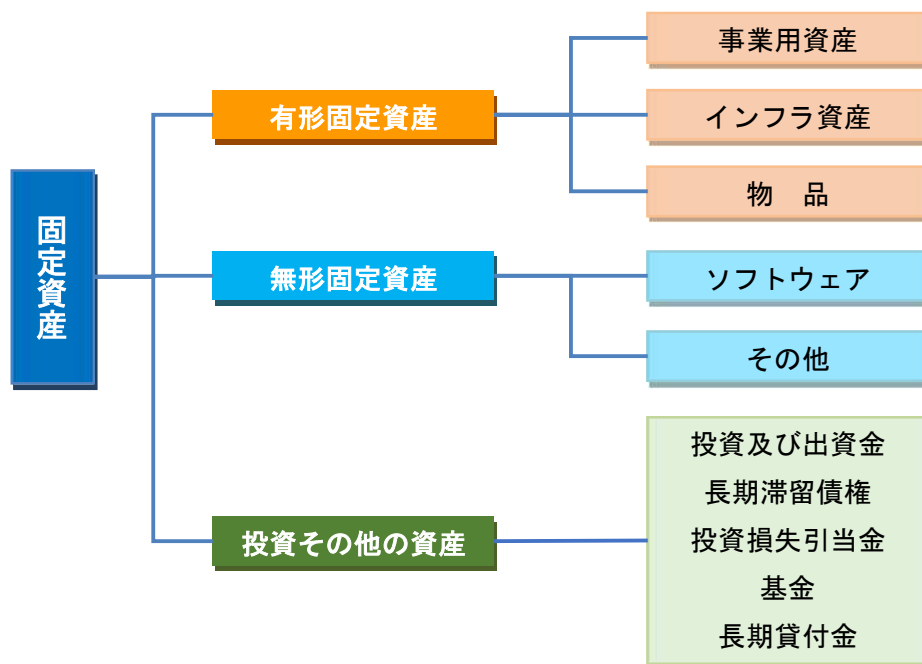 固定資産
有形固定資産
事業用資産
インフラ資産
物　品
無形固定資産
ソフトウェア
その他
投資その他の資産
投資及び出資金
長期滞留債権
投資損失引当金
基金
長期貸付金